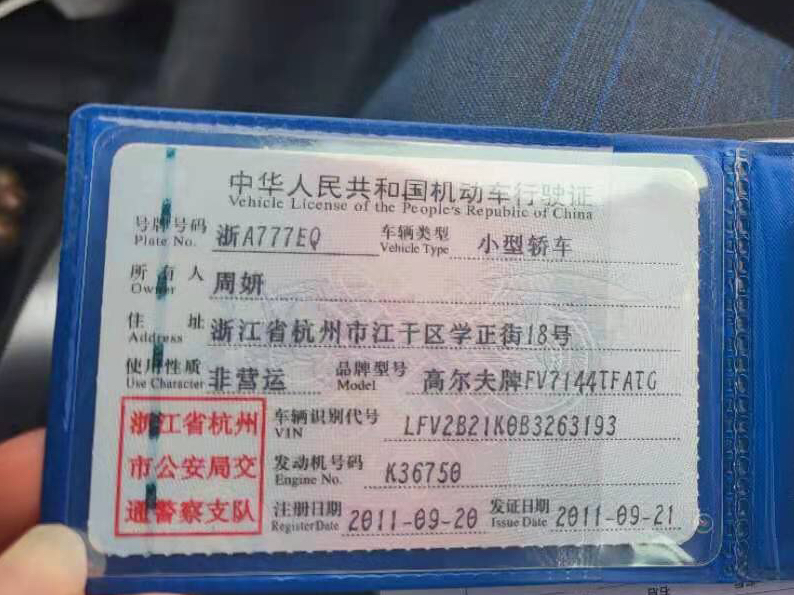 中华人民共和国机动车行驶证
Vehicle License of the People's Republic of China
号牌号码 浙A777EQ 车辆类型 小型轿车
Plate No. Vehicle Type
所有人 周妍
Owner
住址 浙江省杭州市江干区学正街18号
Address
使用性质 非营运 品牌型号 高尔夫牌FV7144TFATG
Use Character Model
浙江省杭州
市公安局交
通警察支队
车辆识别代号 LFV2B21K0B3263193
VIN
发动机号码 K36750
Engine No.
注册日期 2011-09-20 发证日期 2011-09-21
Register Date Issue Date